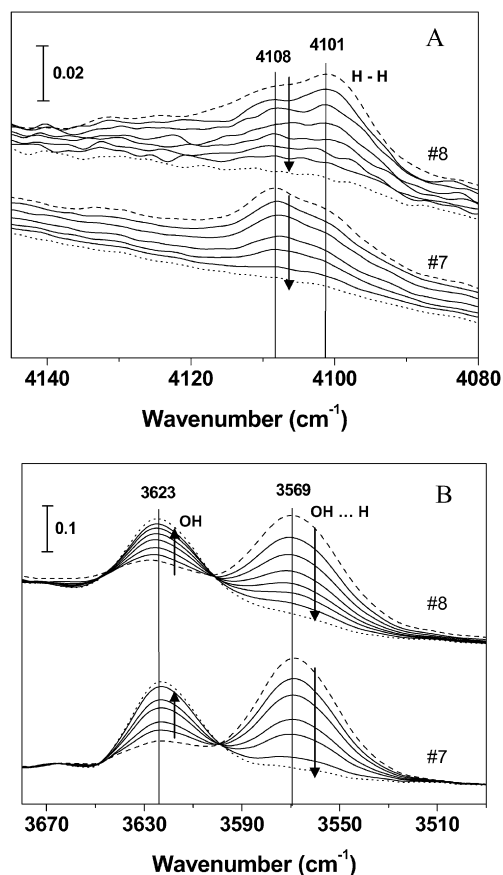 A
4108
4101
H - H
0.02
#8
#7
4140
4120
4100
4080
Wavenumber (cm⁻¹)
B
3623
3569
0.1
OH
OH ... H
#8
#7
3670
3630
3590
3550
3510
Wavenumber (cm⁻¹)